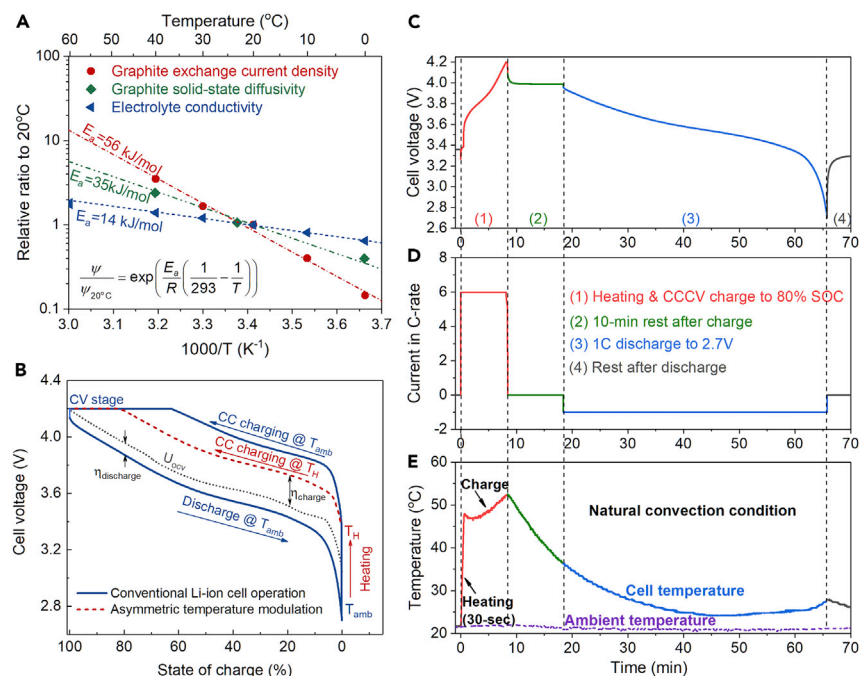 A
Temperature (°C)
60 50 40 30 20 10 0
Relative ratio to 20°C
100
10
1
0.1
Graphite exchange current density
Graphite solid-state diffusivity
Electrolyte conductivity
Eₐ=56 kJ/mol
Eₐ=35kJ/mol
Eₐ=14 kJ/mol
ψ/ψ20°C = exp(Eₐ/R (1/293 − 1/T))
3.0 3.1 3.2 3.3 3.4 3.5 3.6 3.7
1000/T (K⁻¹)
B
Cell voltage (V)
4.4
4.0
3.6
3.2
2.8
CV stage
CC charging @ Tamb
CC charging @ TH
Uocv
ηdischarge
ηcharge
Discharge @ Tamb
TH
Heating
Tamb
Conventional Li-ion cell operation
Asymmetric temperature modulation
100 80 60 40 20 0
State of charge (%)
C
Cell voltage (V)
4.2
4.0
3.8
3.6
3.4
3.2
3.0
2.8
2.6
(1) (2) (3) (4)
0 10 20 30 40 50 60 70
D
Current in C-rate
8
6
4
2
0
-2
(1) Heating & CCCV charge to 80% SOC
(2) 10-min rest after charge
(3) 1C discharge to 2.7V
(4) Rest after discharge
0 10 20 30 40 50 60 70
E
Temperature (°C)
60
50
40
30
20
Charge
Natural convection condition
Heating
(30-sec)
Cell temperature
Ambient temperature
0 10 20 30 40 50 60 70
Time (min)